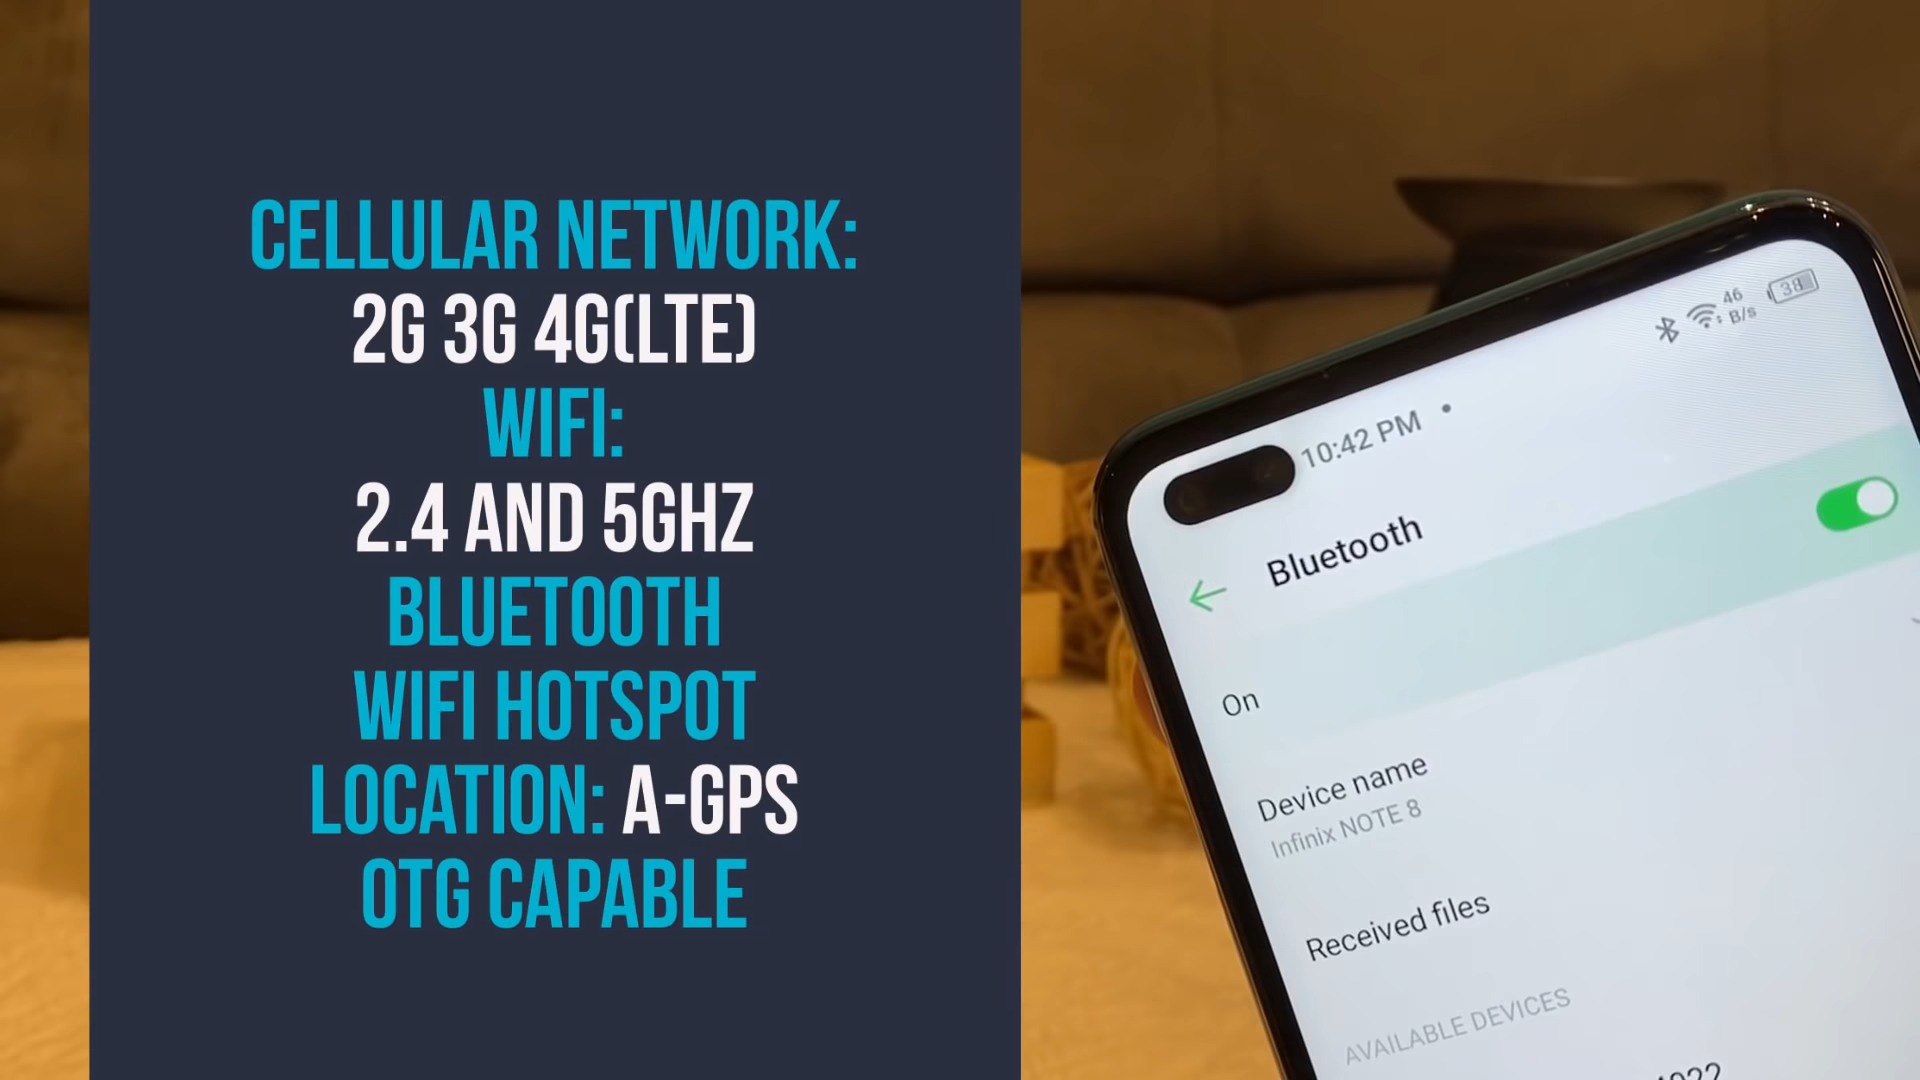 CELLULAR NETWORK:
2G 3G 4G(LTE)
WIFI:
2.4 AND 5GHZ
BLUETOOTH
WIFI HOTSPOT
LOCATION: A-GPS
OTG CAPABLE
46
B/s
38
10:42 PM
Bluetooth
On
Device name
Infinix NOTE 8
Received files
AVAILABLE DEVICES